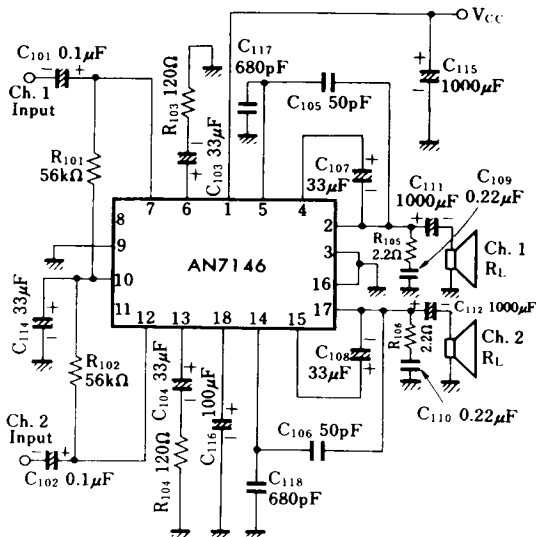 C101 0.1μF
Ch. 1
Input
R103 120Ω
C103 33μF
C117
680pF
C105 50pF
VCC
C115
1000μF
R101
56kΩ
C107
33μF
C111
1000μF
C109
0.22μF
7 6 1 5 4
8
9
10
11
AN7146
2
3
16
17
R105
2.2Ω
Ch. 1
RL
12 13 18 14 15
C114 33μF
R102
56kΩ
C104 33μF
R104 120Ω
C116 100μF
C108
33μF
C112 1000μF
R106
2.2Ω
Ch. 2
RL
C110 0.22μF
C106 50pF
C118
680pF
Ch. 2
Input
C102 0.1μF